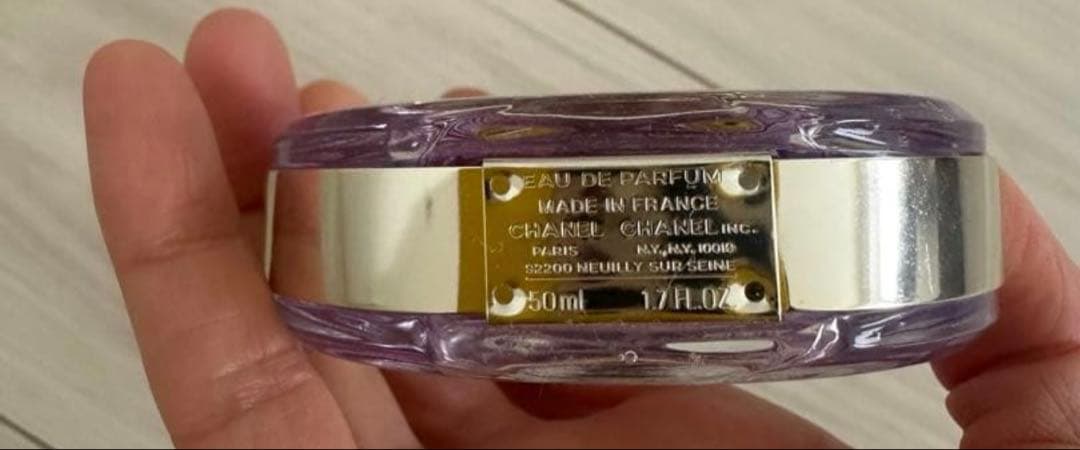 EAU DE PARFUM
MADE IN FRANCE
CHANEL CHANEL INC.
PARIS N.Y., N.Y. 10019
92200 NEUILLY SUR SEINE
50ml 1.7 FL.OZ